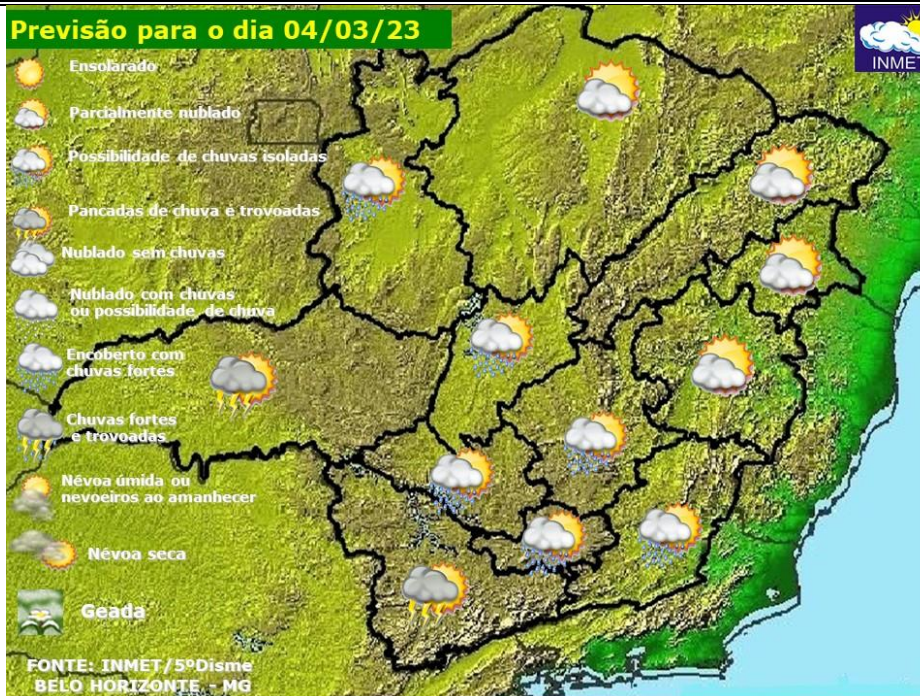 Previsão para o dia 04/03/23
INMET
Ensolarado
Parcialmente nublado
Possibilidade de chuvas isoladas
Pancadas de chuva e trovoadas
Nublado sem chuvas
Nublado com chuvas
ou possibilidade de chuva
Encoberto com
chuvas fortes
Chuvas fortes
e trovoadas
Névoa úmida ou
nevoeiros ao amanhecer
Névoa seca
Geada
FONTE: INMET/5ºDisme
BELO HORIZONTE - MG